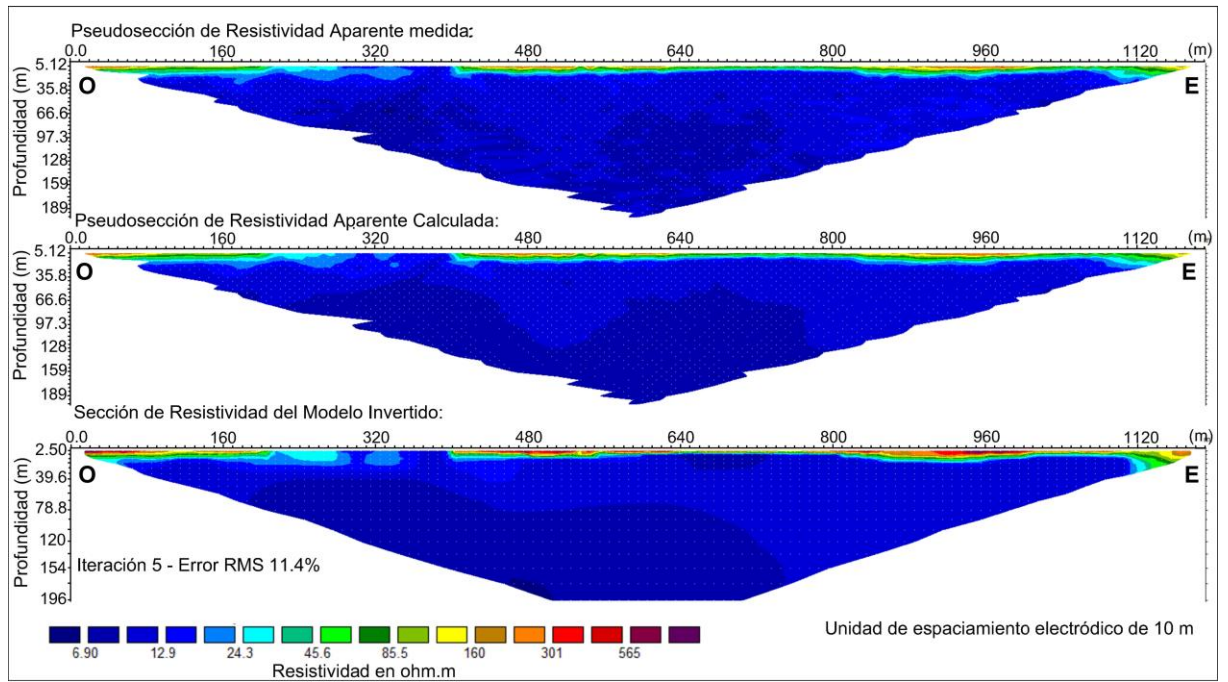 Pseudosección de Resistividad Aparente medida:
0.0 160 320 480 640 800 960 1120 (m)
Profundidad (m)
5.12
35.8
66.6
97.3
128
159
189
O E
Pseudosección de Resistividad Aparente Calculada:
0.0 160 320 480 640 800 960 1120 (m)
Profundidad (m)
5.12
35.8
66.6
97.3
128
159
189
O E
Sección de Resistividad del Modelo Invertido:
0.0 160 320 480 640 800 960 1120 (m)
Profundidad (m)
2.50
39.6
78.8
120
154
196
O E
Iteración 5 - Error RMS 11.4%
6.90 12.9 24.3 45.6 85.5 160 301 565
Resistividad en ohm.m
Unidad de espaciamiento electródico de 10 m